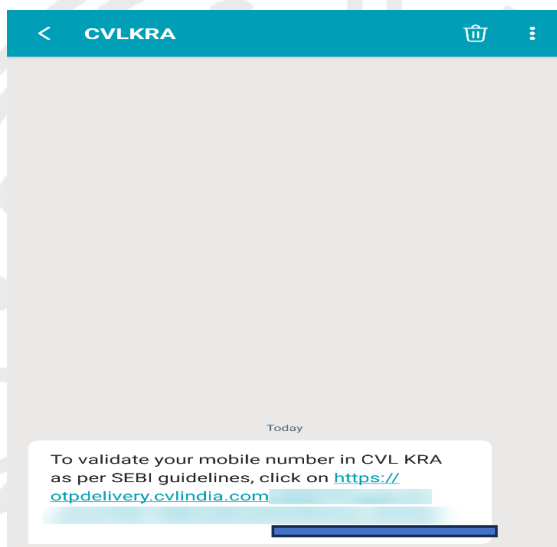 CVLKRA
Today
To validate your mobile number in CVL KRA
as per SEBI guidelines, click on https://
otpdelivery.cvlindia.com